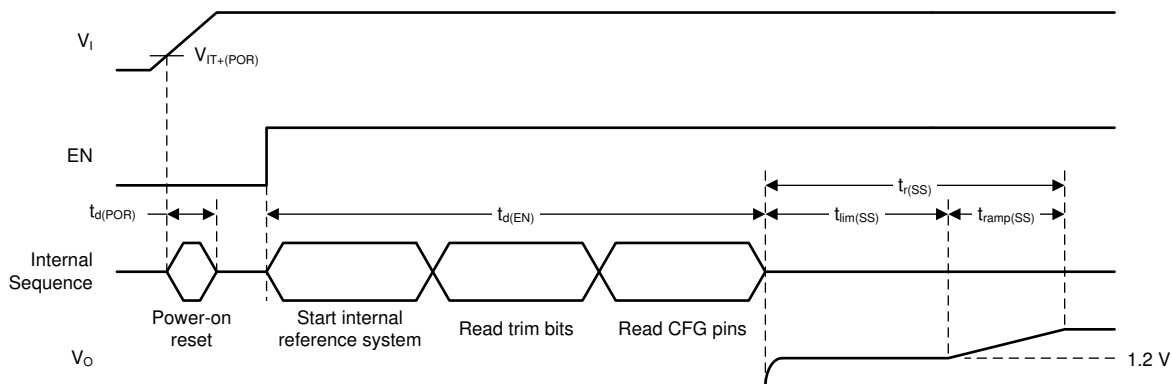 V_I
V_IT+(POR)
EN
t_d(POR)
t_d(EN)
t_r(SS)
t_lim(SS)
t_ramp(SS)
Internal
Sequence
Power-on
reset
Start internal
reference system
Read trim bits
Read CFG pins
V_O
1.2 V